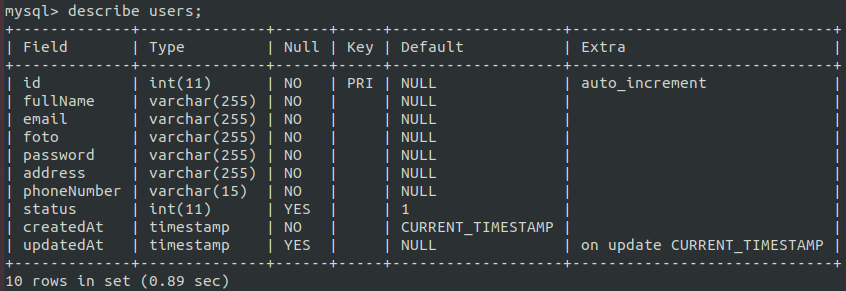 mysql> describe users;
+-------------+--------------+------+-----+-------------------+-----------------------------+
| Field       | Type         | Null | Key | Default           | Extra                       |
+-------------+--------------+------+-----+-------------------+-----------------------------+
| id          | int(11)      | NO   | PRI | NULL              | auto_increment              |
| fullName    | varchar(255) | NO   |     | NULL              |                             |
| email       | varchar(255) | NO   |     | NULL              |                             |
| foto        | varchar(255) | NO   |     | NULL              |                             |
| password    | varchar(255) | NO   |     | NULL              |                             |
| address     | varchar(255) | NO   |     | NULL              |                             |
| phoneNumber | varchar(15)  | NO   |     | NULL              |                             |
| status      | int(11)      | YES  |     | 1                 |                             |
| createdAt   | timestamp    | NO   |     | CURRENT_TIMESTAMP |                             |
| updatedAt   | timestamp    | YES  |     | NULL              | on update CURRENT_TIMESTAMP |
+-------------+--------------+------+-----+-------------------+-----------------------------+
10 rows in set (0.89 sec)